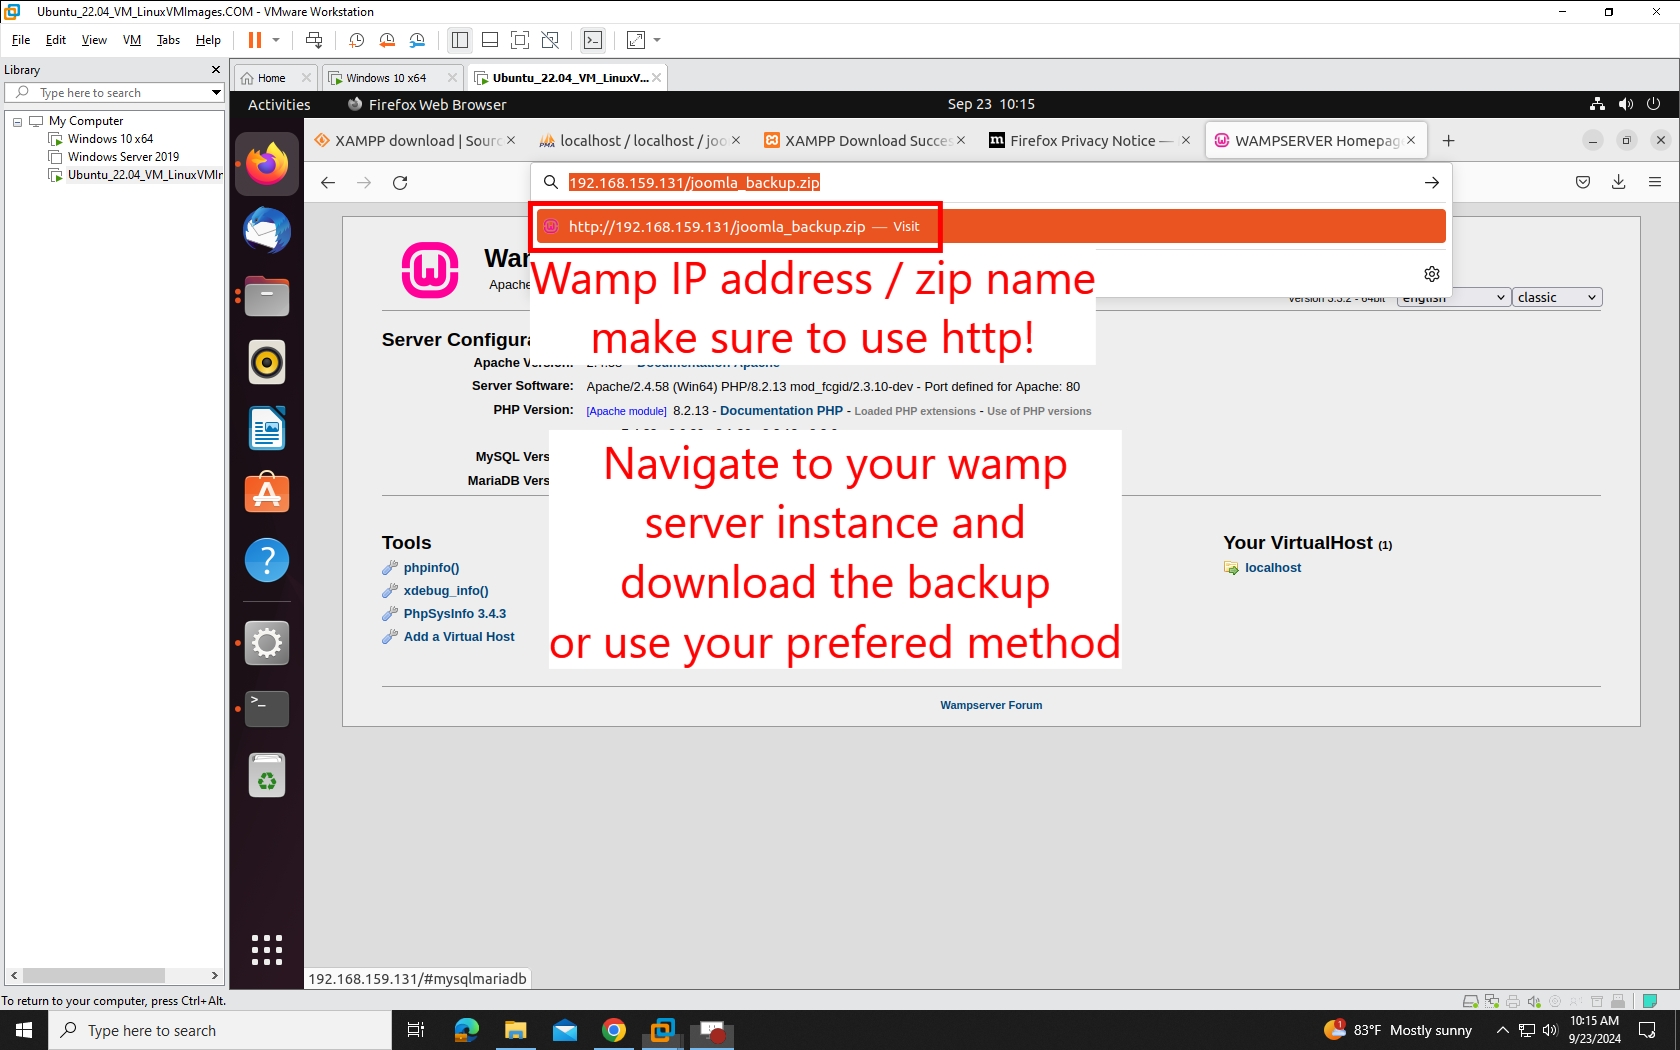 Ubuntu_22.04_VM_LinuxVMImages.COM - VMware Workstation
File Edit View VM Tabs Help
Library
Type here to search
My Computer
Windows 10 x64
Windows Server 2019
Ubuntu_22.04_VM_LinuxVMIr
Home
Windows 10 x64
Ubuntu_22.04_VM_LinuxV...
Activities
Firefox Web Browser
Sep 23 10:15
XAMPP download | Sourc
localhost / localhost / joo
XAMPP Download Succes
Firefox Privacy Notice —
WAMPSERVER Homepag
192.168.159.131/joomla_backup.zip
http://192.168.159.131/joomla_backup.zip — Visit
Wamp IP address / zip name
make sure to use http!
Apache
Version 3.3.2 - 64bit
english
classic
Server Configura
Server Software: Apache/2.4.58 (Win64) PHP/8.2.13 mod_fcgid/2.3.10-dev - Port defined for Apache: 80
PHP Version: [Apache module] 8.2.13 - Documentation PHP - Loaded PHP extensions - Use of PHP versions
MySQL Vers
MariaDB Vers
Navigate to your wamp
server instance and
download the backup
or use your prefered method
Tools
phpinfo()
xdebug_info()
PhpSysInfo 3.4.3
Add a Virtual Host
Your VirtualHost (1)
localhost
Wampserver Forum
192.168.159.131/#mysqlmariadb
To return to your computer, press Ctrl+Alt.
Type here to search
83°F Mostly sunny
10:15 AM
9/23/2024